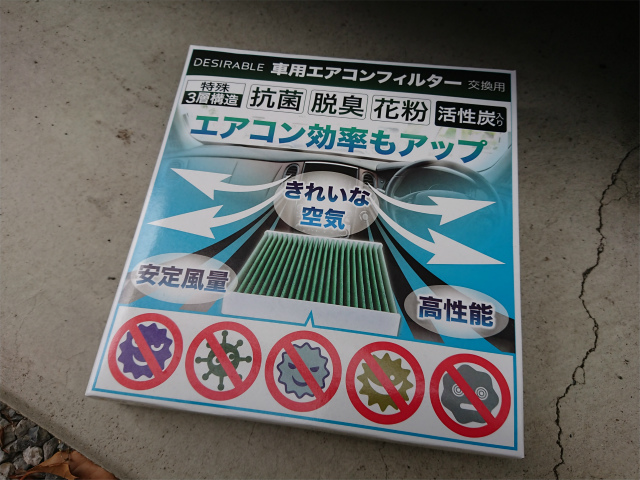 DESIRABLE 車用エアコンフィルター 交換用
特殊
3層構造 抗菌 脱臭 花粉 活性炭入り
エアコン効率もアップ
きれいな
空気
安定風量
高性能